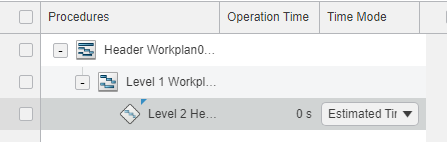 Procedures Operation Time Time Mode
Header Workplan0...
Level 1 Workpl...
Level 2 He... 0 s Estimated Tir